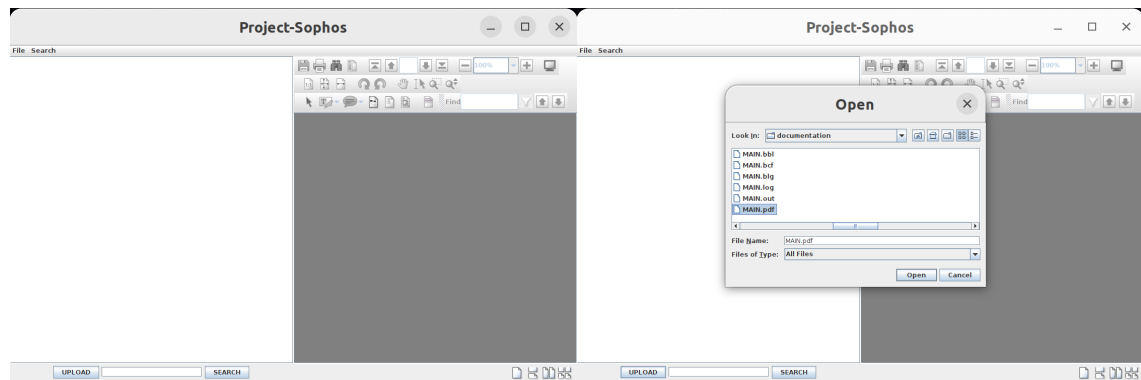 Project-Sophos
File Search
100%
Find
UPLOAD
SEARCH
Project-Sophos
File Search
100%
Find
Open
Look In: documentation
MAIN.bbl
MAIN.bcf
MAIN.blg
MAIN.log
MAIN.out
MAIN.pdf
File Name: MAIN.pdf
Files of Type: All Files
Open Cancel
UPLOAD
SEARCH